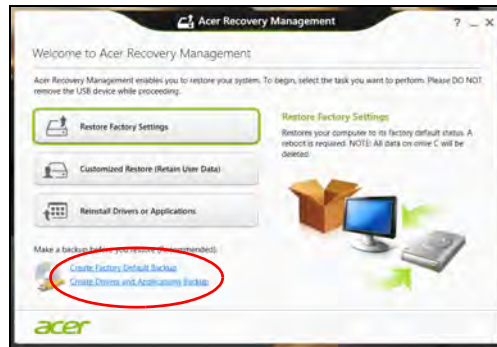 Acer Recovery Management
? _ X
Welcome to Acer Recovery Management
Acer Recovery Management enables you to restore your system. To begin, select the task you want to perform. Please DO NOT
remove the USB device while proceeding.
Restore Factory Settings
Customized Restore (Retain User Data)
Reinstall Drivers or Applications
Restore Factory Settings
Restores your computer to its factory default status. A
reboot is required. NOTE: All data on drive C will be
deleted.
Make a backup before you restore (Recommended).
Create Factory Default Backup
Create Drivers and Applications Backup
acer